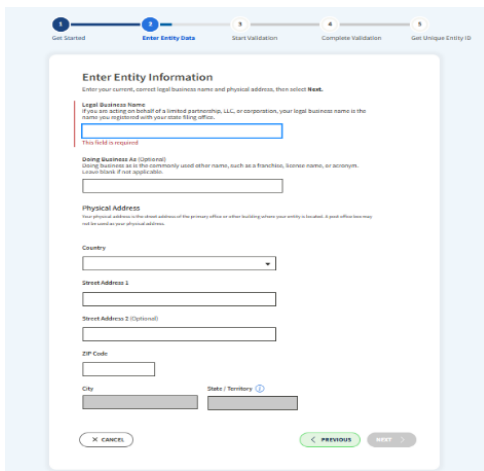 1 2 3 4 5
Get Started Enter Entity Data Start Validation Complete Validation Get Unique Entity ID
Enter Entity Information
Enter your current, correct legal business name and physical address, then select Next.
Legal Business Name
If you are acting on behalf of a limited partnership, LLC, or corporation, your legal business name is the
name you registered with your state filing office.
This field is required
Doing Business As (Optional)
Doing business as is the commonly used other name, such as a franchise, license name, or acronym.
Leave blank if not applicable.
Physical Address
Your physical address is the street address of the primary office or other building where your entity is located. A post office box may
not be used as your physical address.
Country
Street Address 1
Street Address 2 (Optional)
ZIP Code
City State / Territory
CANCEL PREVIOUS NEXT